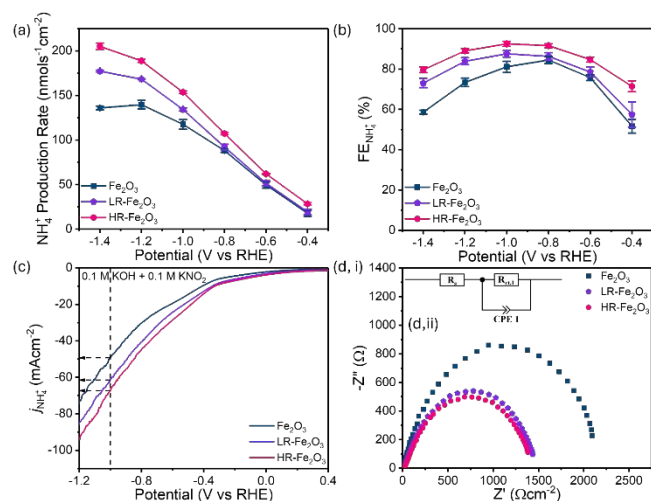 (a)
NH₄⁺ Production Rate (nmols⁻¹cm⁻²)
200
150
100
50
0
Fe₂O₃
LR-Fe₂O₃
HR-Fe₂O₃
-1.4 -1.2 -1.0 -0.8 -0.6 -0.4
Potential (V vs RHE)
(b)
FE_NH₄⁺ (%)
100
80
60
40
20
0
Fe₂O₃
LR-Fe₂O₃
HR-Fe₂O₃
-1.4 -1.2 -1.0 -0.8 -0.6 -0.4
Potential (V vs RHE)
(c)
j_NH₄⁺ (mAcm⁻²)
0
-20
-40
-60
-80
-100
0.1 M KOH + 0.1 M KNO₂
Fe₂O₃
LR-Fe₂O₃
HR-Fe₂O₃
-1.2 -0.8 -0.4 0.0 0.4
Potential (V vs RHE)
(d, i)
(d,ii)
-Z" (Ω)
1400
1200
1000
800
600
400
200
0
CPE 1
Fe₂O₃
LR-Fe₂O₃
HR-Fe₂O₃
0 500 1000 1500 2000 2500
Z' (Ωcm⁻²)